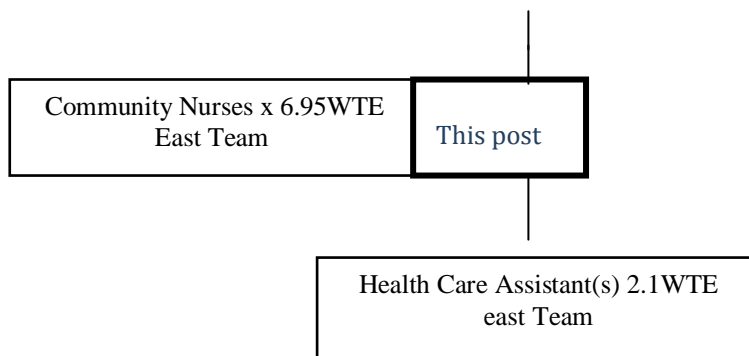 Community Nurses x 6.95WTE
East Team
This post
Health Care Assistant(s) 2.1WTE
east Team